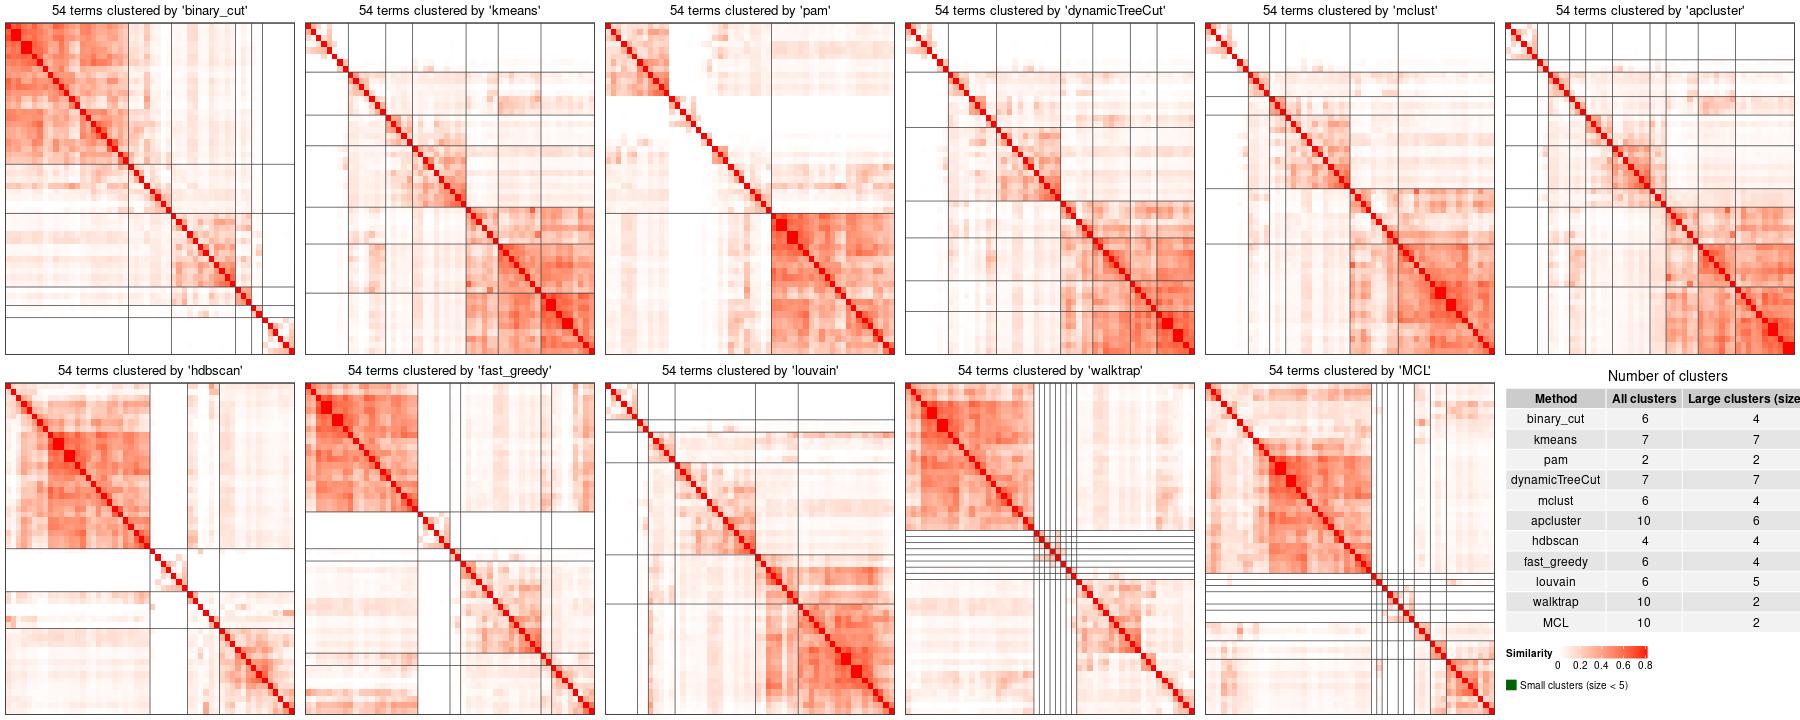 54 terms clustered by 'binary_cut'
54 terms clustered by 'kmeans'
54 terms clustered by 'pam'
54 terms clustered by 'dynamicTreeCut'
54 terms clustered by 'mclust'
54 terms clustered by 'apcluster'
54 terms clustered by 'hdbscan'
54 terms clustered by 'fast_greedy'
54 terms clustered by 'louvain'
54 terms clustered by 'walktrap'
54 terms clustered by 'MCL'
Number of clusters
Method All clusters Large clusters (size
binary_cut 6 4
kmeans 7 7
pam 2 2
dynamicTreeCut 7 7
mclust 6 4
apcluster 10 6
hdbscan 4 4
fast_greedy 6 4
louvain 6 5
walktrap 10 2
MCL 10 2
Similarity
0 0.2 0.4 0.6 0.8
Small clusters (size < 5)